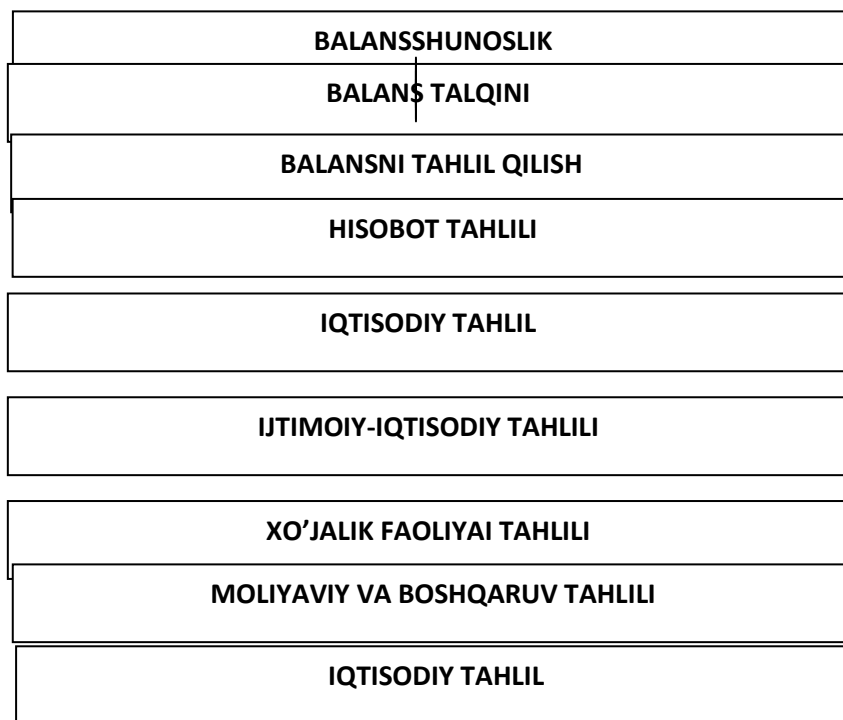 BALANSSHUNOSLIK
BALANS TALQINI
BALANSNI TAHLIL QILISH
HISOBOT TAHLILI
IQTISODIY TAHLIL
IJTIMOIY-IQTISODIY TAHLILI
XO’JALIK FAOLIYAI TAHLILI
MOLIYAVIY VA BOSHQARUV TAHLILI
IQTISODIY TAHLIL